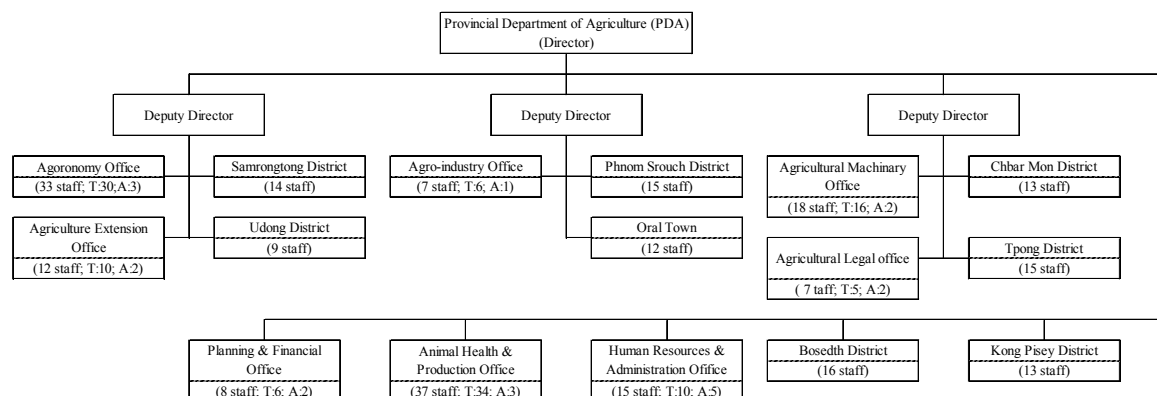 Provincial Department of Agriculture (PDA)
(Director)
Deputy Director
Deputy Director
Deputy Director
Agoronomy Office
(33 staff; T:30;A:3)
Samrongtong District
(14 staff)
Agro-industry Office
(7 staff; T:6; A:1)
Phnom Srouch District
(15 staff)
Agricultural Machinary
Office
(18 staff; T:16; A:2)
Chbar Mon District
(13 staff)
Agriculture Extension
Office
(12 staff; T:10; A:2)
Udong District
(9 staff)
Oral Town
(12 staff)
Agricultural Legal office
( 7 taff; T:5; A:2)
Tpong District
(15 staff)
Planning & Financial
Office
(8 staff; T:6; A:2)
Animal Health &
Production Office
(37 staff; T:34; A:3)
Human Resources &
Administration Ofifice
(15 staff; T:10; A:5)
Bosedth District
(16 staff)
Kong Pisey District
(13 staff)